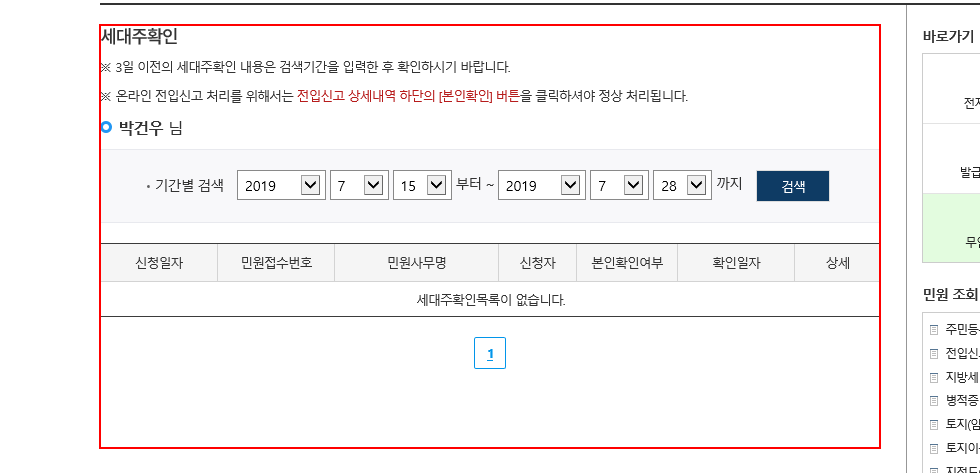 세대주확인
※ 3일 이전의 세대주확인 내용은 검색기간을 입력한 후 확인하시기 바랍니다.
※ 온라인 전입신고 처리를 위해서는 전입신고 상세내역 하단의 [본인확인] 버튼을 클릭하셔야 정상 처리됩니다.
박건우 님
· 기간별 검색 2019 7 15 부터 ~ 2019 7 28 까지 검색
신청일자 민원접수번호 민원사무명 신청자 본인확인여부 확인일자 상세
세대주확인목록이 없습니다.
1
바로가기
발급
민원 조회
주민등
전입신
지방세
병적증
토지(임
토지이